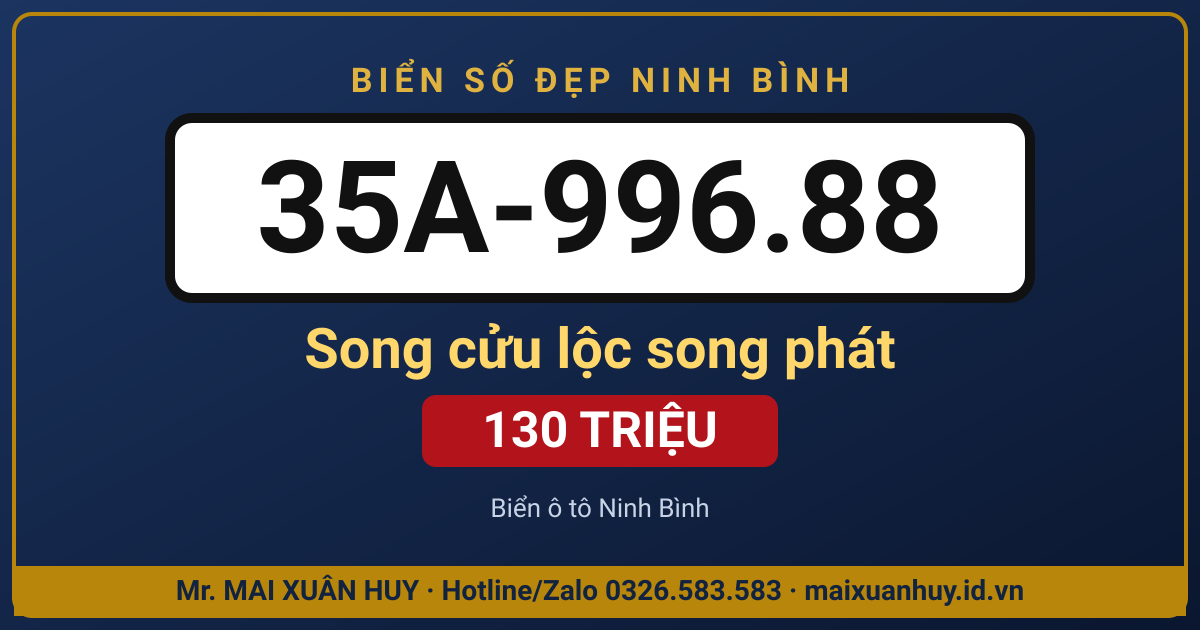 BIỂN SỐ ĐẸP NINH BÌNH
35A-996.88
Song cửu lộc song phát
130 TRIỆU
Biển ô tô Ninh Bình
Mr. MAI XUÂN HUY · Hotline/Zalo 0326.583.583 · maixuanhuy.id.vn